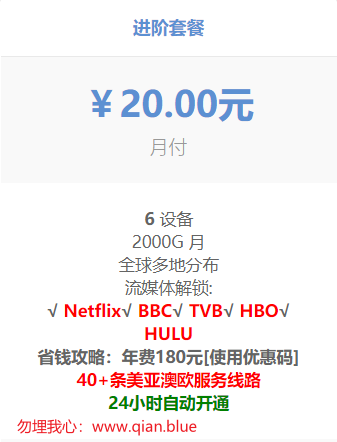 进阶套餐
￥20.00元
月付
6 设备
2000G 月
全球多地分布
流媒体解锁:
√ Netflix√ BBC√ TVB√ HBO√
HULU
省钱攻略：年费180元[使用优惠码]
40+条美亚澳欧服务线路
24小时自动开通
勿埋我心：www.qian.blue